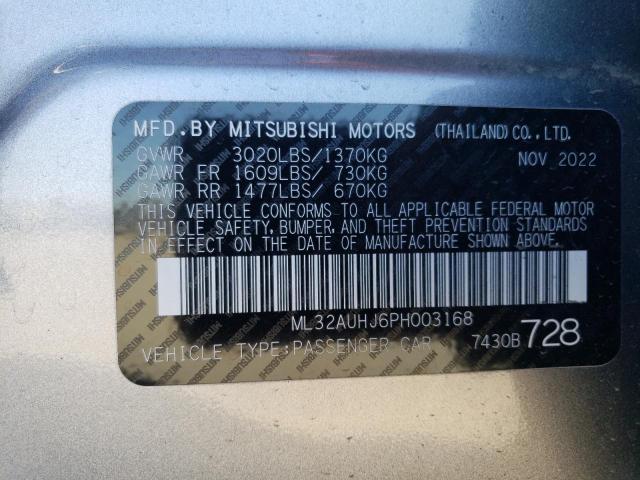 MFD.BY MITSUBISHI MOTORS (THAILAND)CO.,LTD.
GVWR 3020LBS/1370KG NOV 2022
GAWR FR 1609LBS/ 730KG
GAWR RR 1477LBS/ 670KG
THIS VEHICLE CONFORMS TO ALL APPLICABLE FEDERAL MOTOR
VEHICLE SAFETY, BUMPER, AND THEFT PREVENTION STANDARDS
IN EFFECT ON THE DATE OF MANUFACTURE SHOWN ABOVE.
ML32AUHJ6PH003168
VEHICLE TYPE:PASSENGER CAR 7430B 728